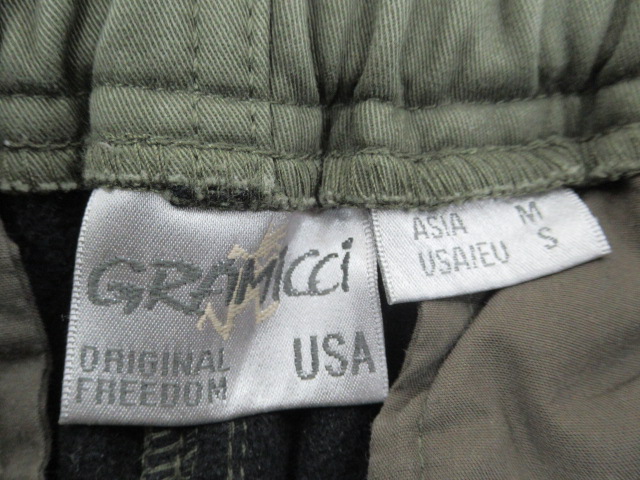 GRAMICCi
ORIGINAL
FREEDOM
USA
ASIA M
USA/EU S